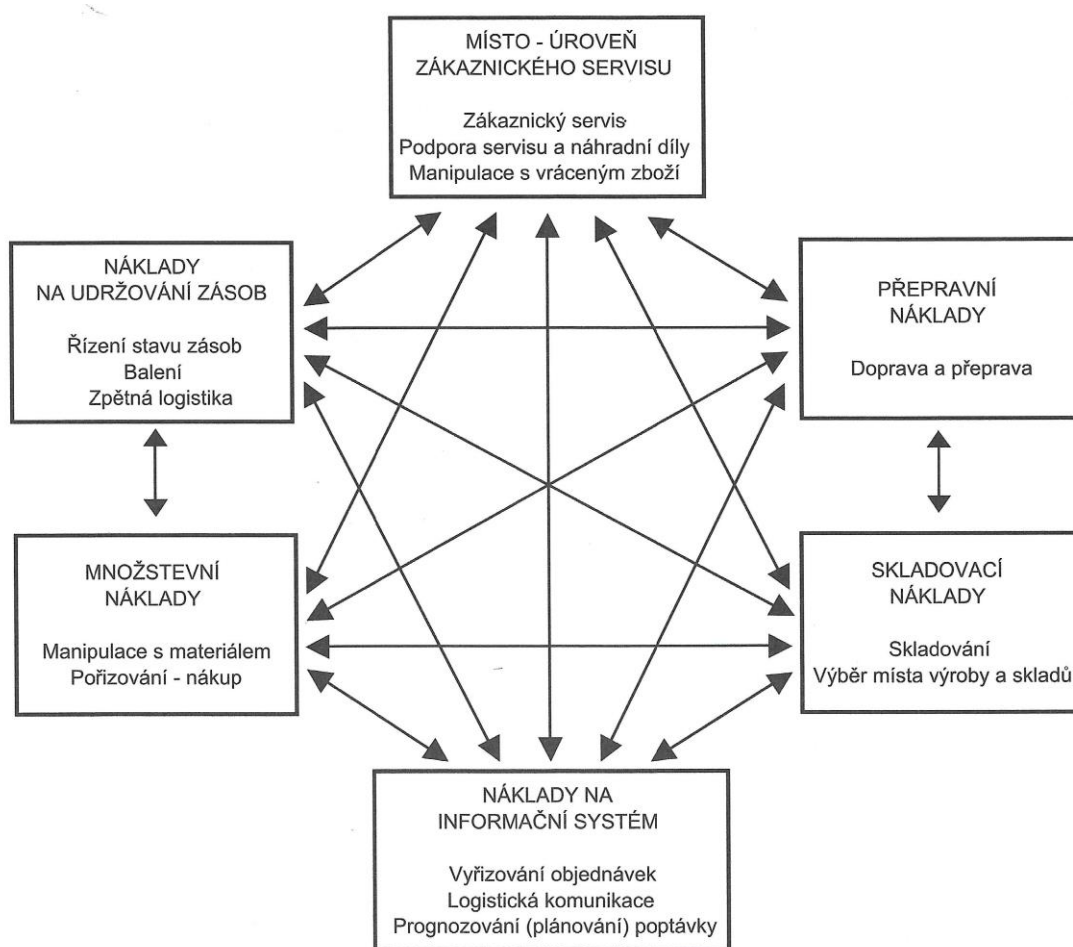 MÍSTO - ÚROVEŇ
ZÁKAZNICKÉHO SERVISU
Zákaznický servis
Podpora servisu a náhradní díly
Manipulace s vráceným zboží
NÁKLADY
NA UDRŽOVÁNÍ ZÁSOB
Řízení stavu zásob
Balení
Zpětná logistika
PŘEPRAVNÍ
NÁKLADY
Doprava a přeprava
MNOŽSTEVNÍ
NÁKLADY
Manipulace s materiálem
Pořizování - nákup
SKLADOVACÍ
NÁKLADY
Skladování
Výběr místa výroby a skladů
NÁKLADY NA
INFORMAČNÍ SYSTÉM
Vyřizování objednávek
Logistická komunikace
Prognozování (plánování) poptávky